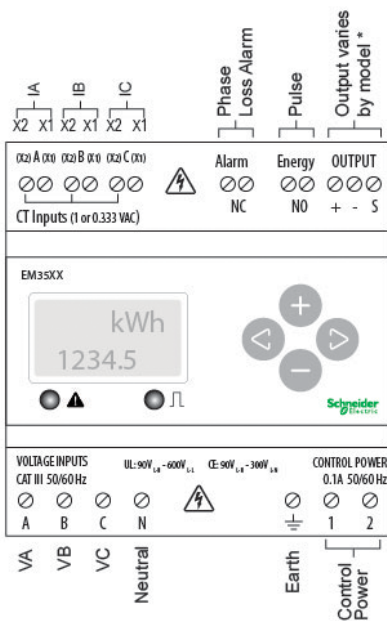 IA IB IC
X2 X1 X2 X1 X2 X1
Phase
Loss Alarm
Pulse
Output varies
by model *
(X2) A (X1) (X2) B (X1) (X2) C (X1)
Alarm Energy OUTPUT
NC NO + - S
CT Inputs (1 or 0.333 VAC)
EM35XX
kWh
1234.5
+
-
Schneider
Electric
VOLTAGE INPUTS
CAT III 50/60 Hz
UL: 90V L-N - 600V L-L CE: 90V L-N - 300V L-N
CONTROL POWER
0.1A 50/60 Hz
A B C N 1 2
VA
VB
VC
Neutral
Earth
Control
Power